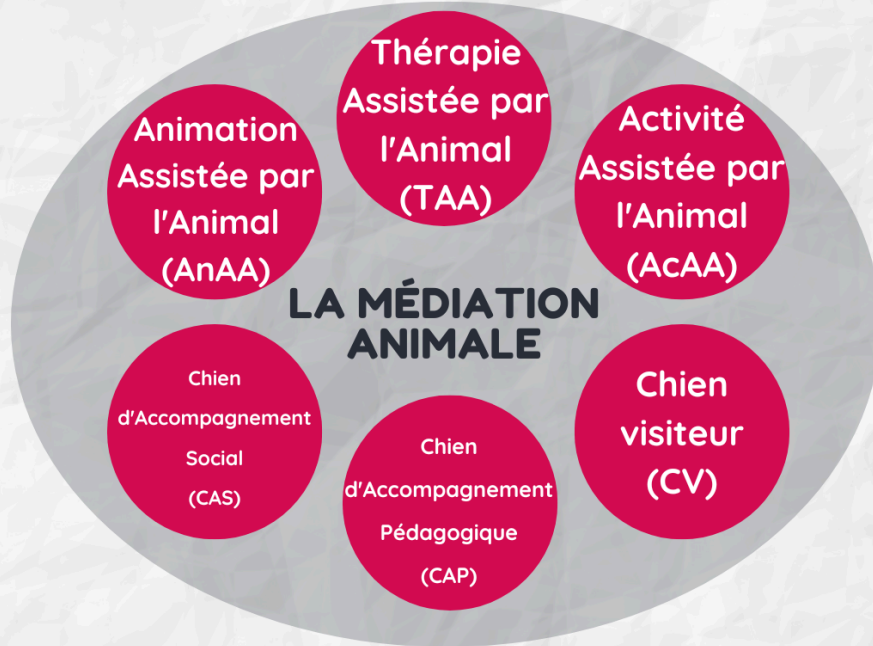 Thérapie
Assistée par
l'Animal
(TAA)
Animation
Assistée par
l'Animal
(AnAA)
Activité
Assistée par
l'Animal
(AcAA)
LA MÉDIATION
ANIMALE
Chien
d'Accompagnement
Social
(CAS)
Chien
d'Accompagnement
Pédagogique
(CAP)
Chien
visiteur
(CV)